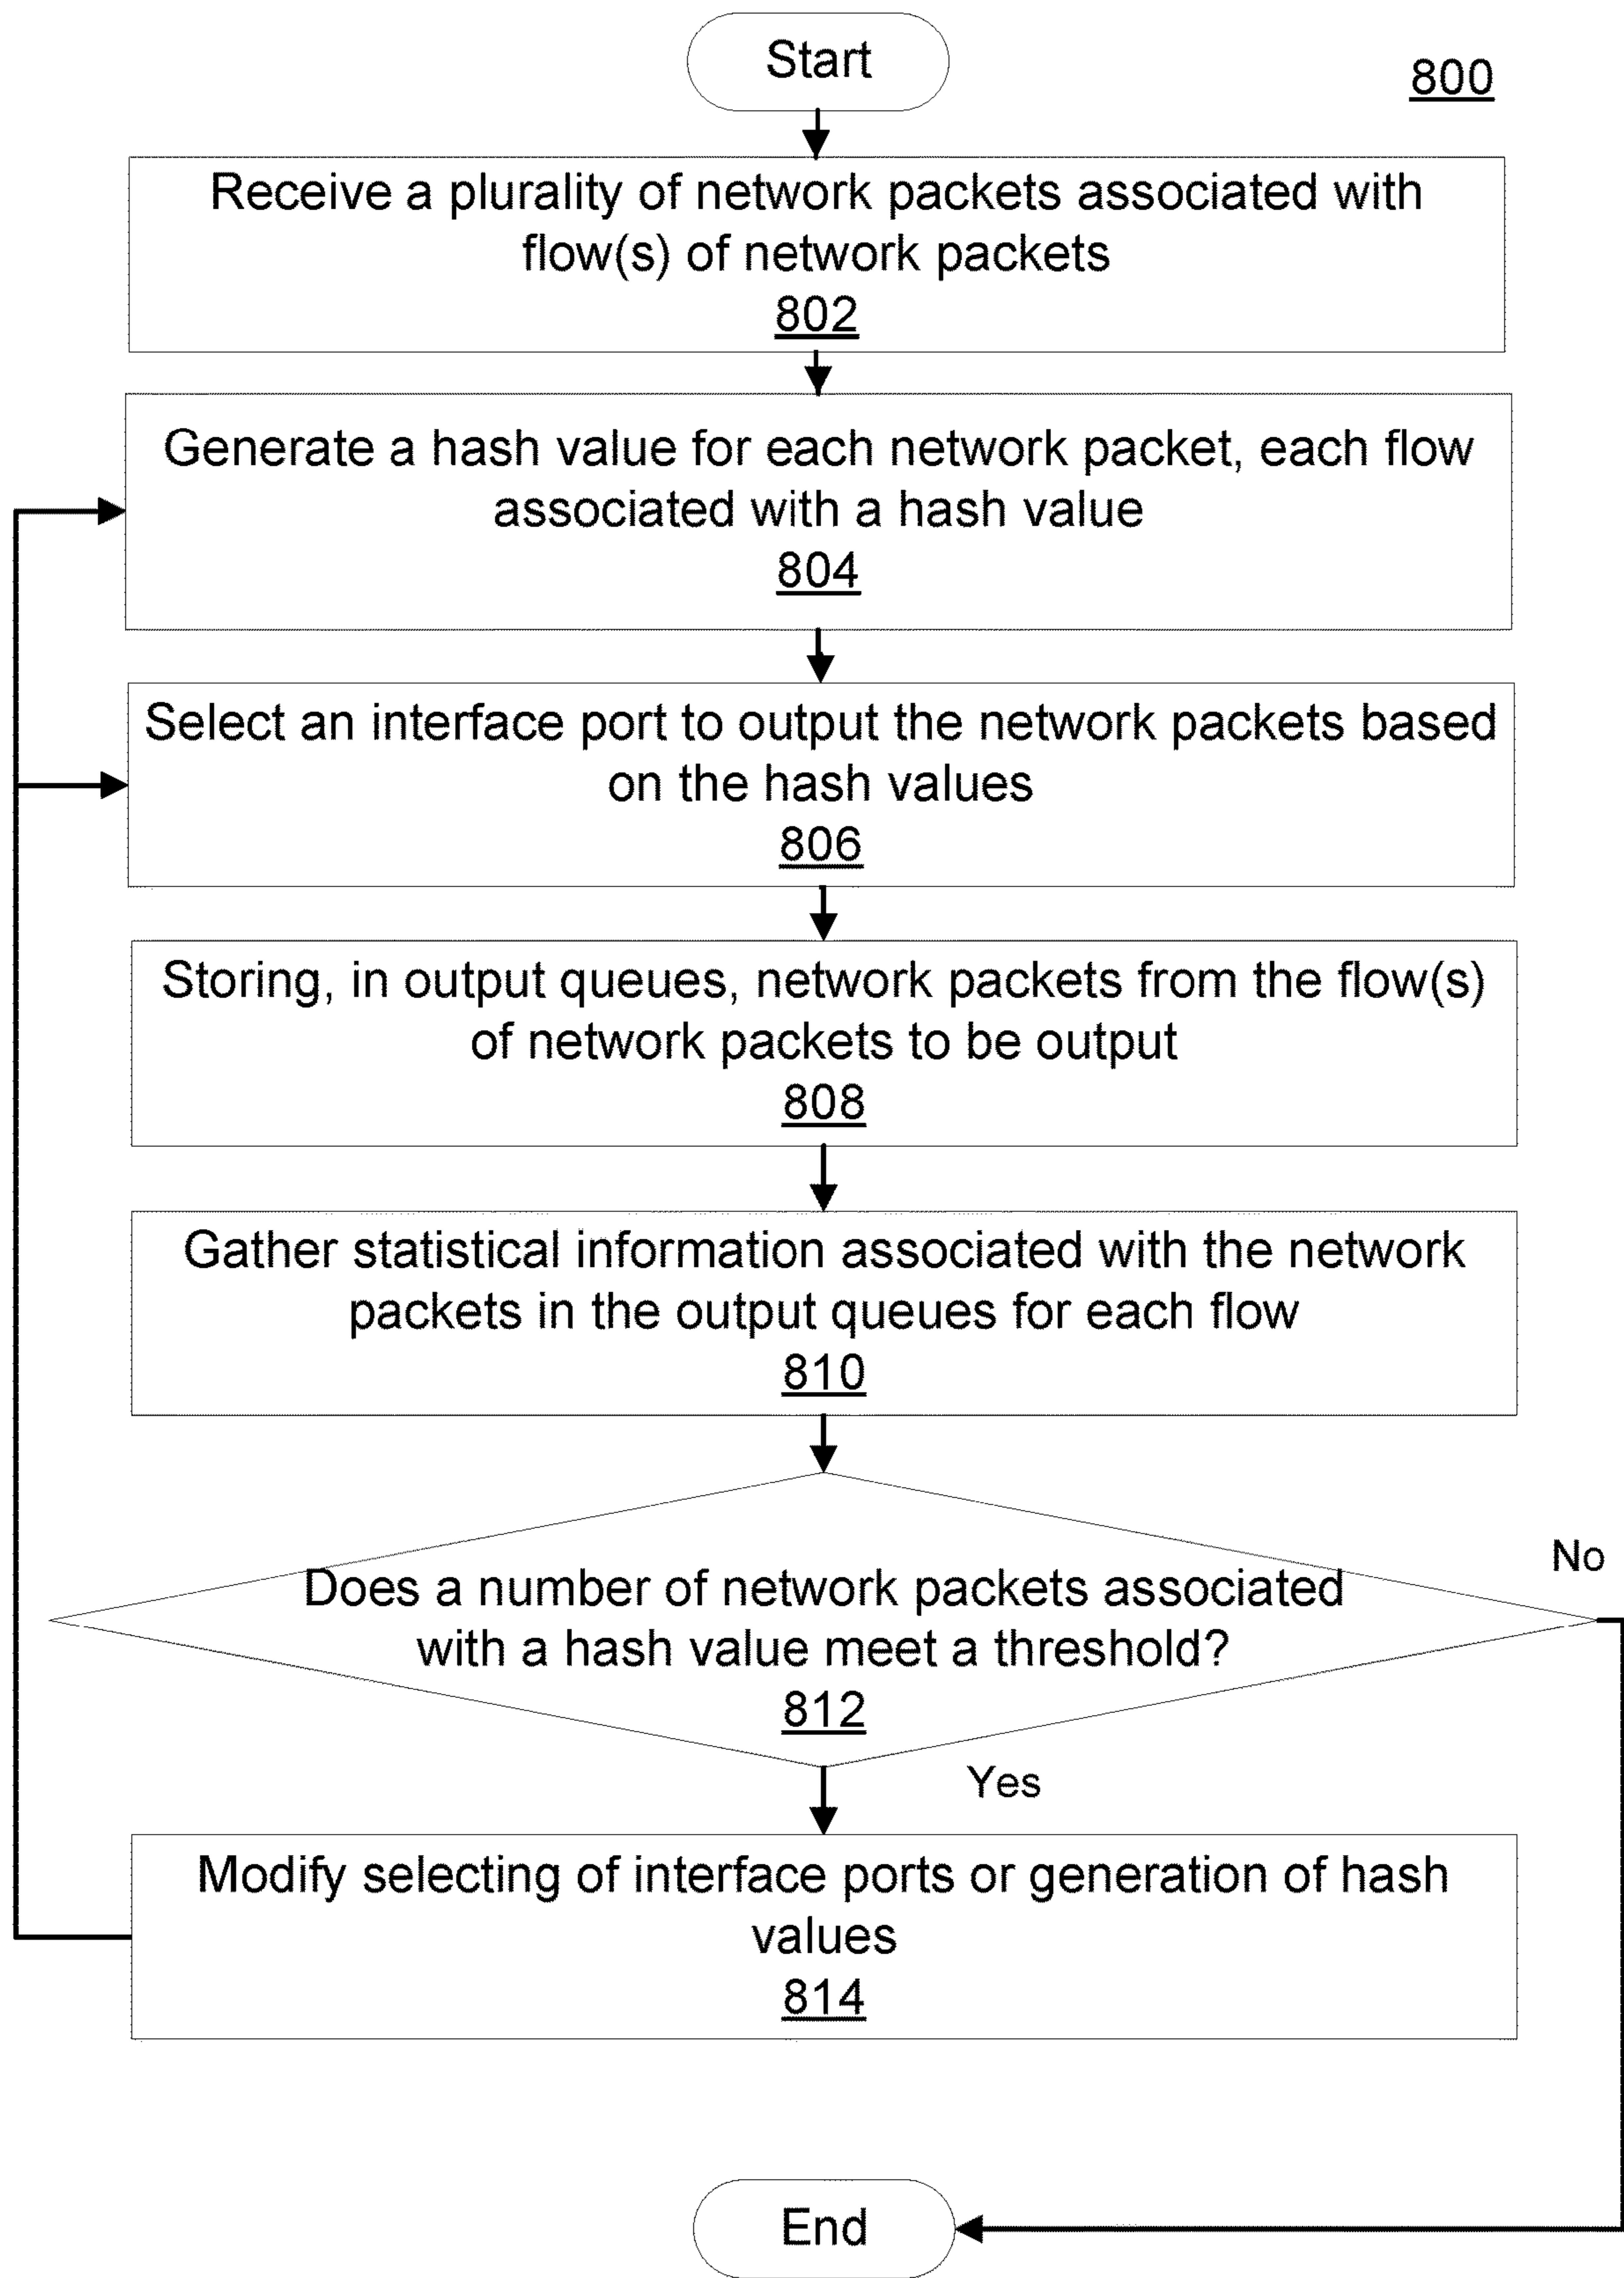 Start
800
Receive a plurality of network packets associated with
flow(s) of network packets
802
Generate a hash value for each network packet, each flow
associated with a hash value
804
Select an interface port to output the network packets based
on the hash values
806
Storing, in output queues, network packets from the flow(s)
of network packets to be output
808
Gather statistical information associated with the network
packets in the output queues for each flow
810
No
Does a number of network packets associated
with a hash value meet a threshold?
812
Yes
Modify selecting of interface ports or generation of hash
values
814
End